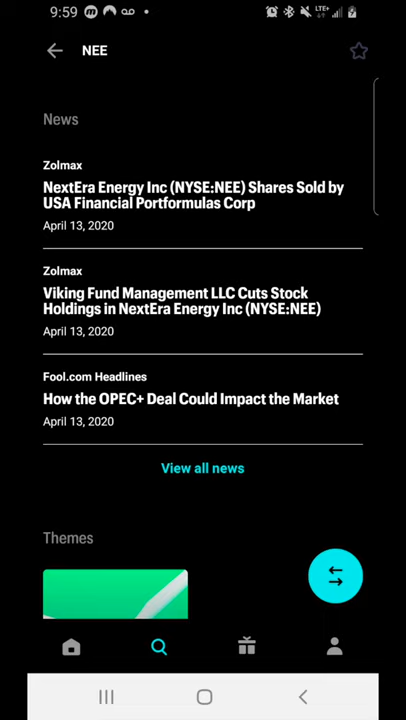 9:59
LTE+
NEE
News
Zolmax
NextEra Energy Inc (NYSE:NEE) Shares Sold by
USA Financial Portformulas Corp
April 13, 2020
Zolmax
Viking Fund Management LLC Cuts Stock
Holdings in NextEra Energy Inc (NYSE:NEE)
April 13, 2020
Fool.com Headlines
How the OPEC+ Deal Could Impact the Market
April 13, 2020
View all news
Themes